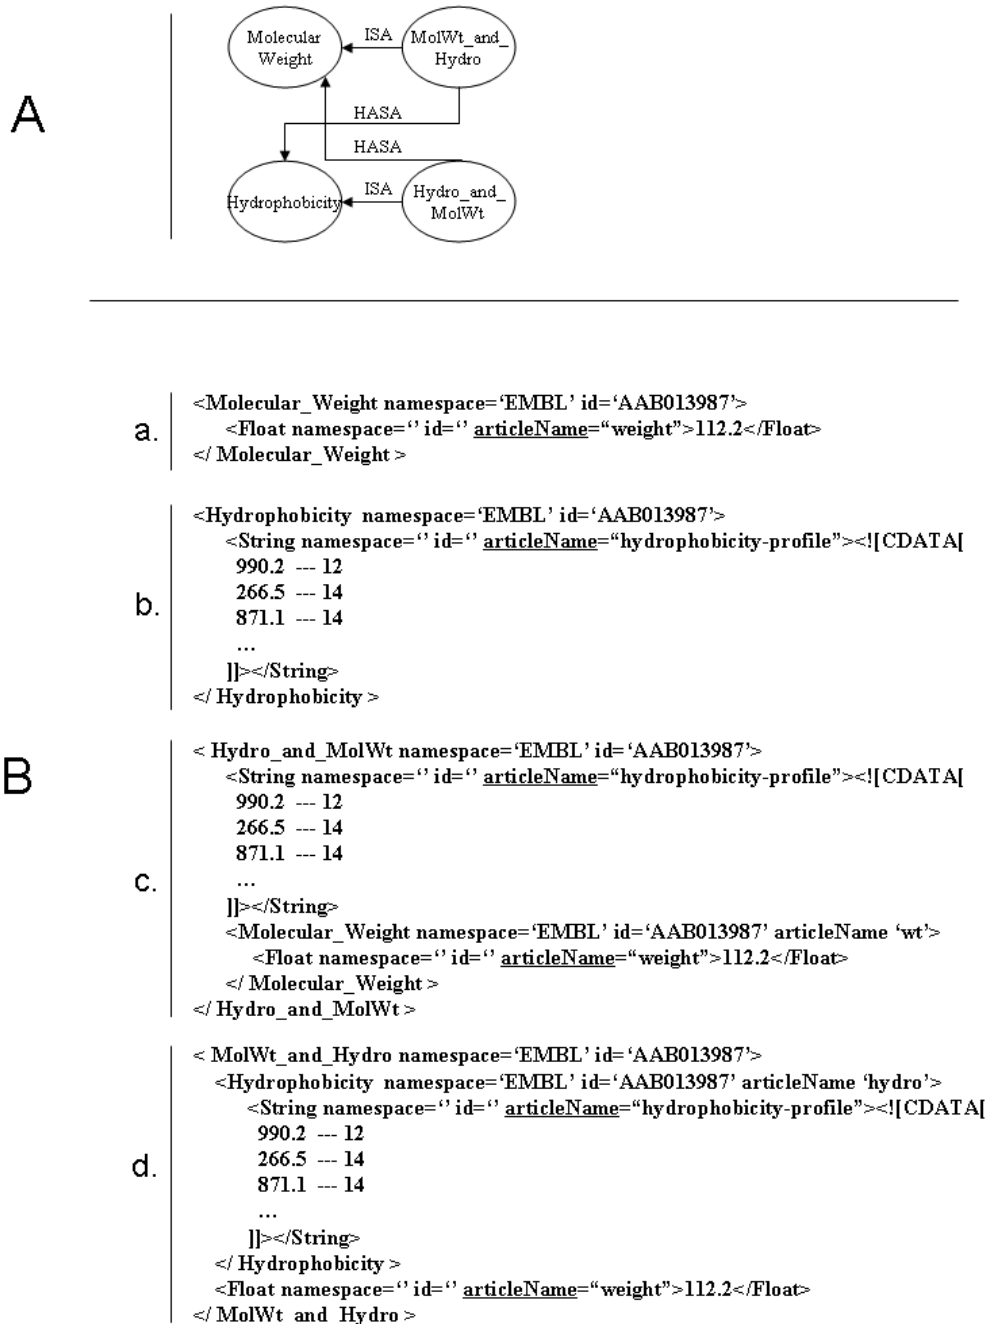 A
Molecular
Weight
ISA
MolWt_and_
Hydro
HASA
HASA
Hydrophobicity
ISA
Hydro_and_
MolWt
B
a.
<Molecular_Weight namespace=‘EMBL’ id=‘AAB013987’>
<Float namespace=‘’ id=‘’ articleName=“weight”>112.2</Float>
</ Molecular_Weight >
b.
<Hydrophobicity namespace=‘EMBL’ id=‘AAB013987’>
<String namespace=‘’ id=‘’ articleName=“hydrophobicity-profile”><![CDATA[
990.2 --- 12
266.5 --- 14
871.1 --- 14
...
]]></String>
</ Hydrophobicity >
c.
< Hydro_and_MolWt namespace=‘EMBL’ id=‘AAB013987’>
<String namespace=‘’ id=‘’ articleName=“hydrophobicity-profile”><![CDATA[
990.2 --- 12
266.5 --- 14
871.1 --- 14
...
]]></String>
<Molecular_Weight namespace=‘EMBL’ id=‘AAB013987’ articleName ‘wt’>
<Float namespace=‘’ id=‘’ articleName=“weight”>112.2</Float>
</ Molecular_Weight >
</ Hydro_and_MolWt >
d.
< MolWt_and_Hydro namespace=‘EMBL’ id=‘AAB013987’>
<Hydrophobicity namespace=‘EMBL’ id=‘AAB013987’ articleName ‘hydro’>
<String namespace=‘’ id=‘’ articleName=“hydrophobicity-profile”><![CDATA[
990.2 --- 12
266.5 --- 14
871.1 --- 14
...
]]></String>
</ Hydrophobicity >
<Float namespace=‘’ id=‘’ articleName=“weight”>112.2</Float>
</ MolWt_and_Hydro >